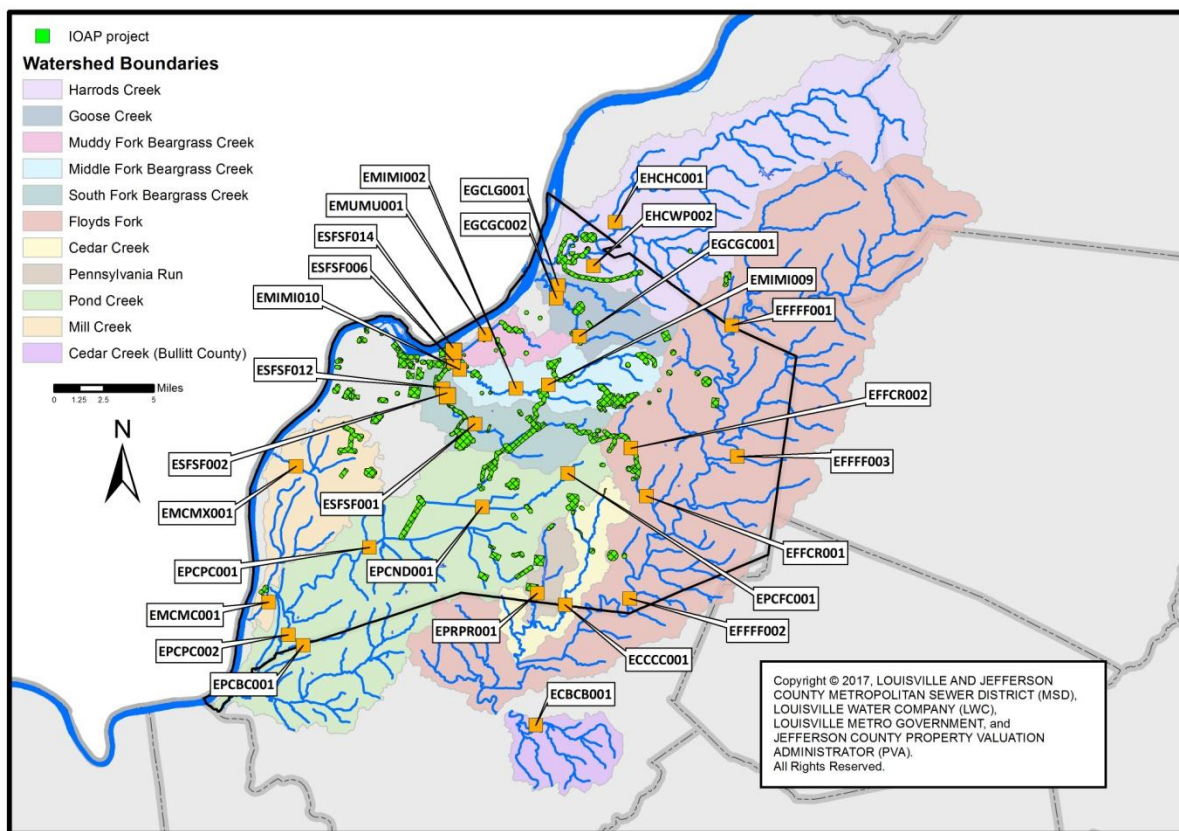 IOAP project
Watershed Boundaries
Harrods Creek
Goose Creek
Muddy Fork Beargrass Creek
Middle Fork Beargrass Creek
South Fork Beargrass Creek
Floyds Fork
Cedar Creek
Pennsylvania Run
Pond Creek
Mill Creek
Cedar Creek (Bullitt County)
Miles
0 1.25 2.5 5
N
EMIMI002
EMUMU001
ESFSF014
ESFSF006
EMIMI010
ESFSF012
ESFSF002
EMCMX001
ESFSF001
EPCPC001
EPCND001
EMCMC001
EPCPC002
EPCBC001
EGCLG001
EGCGC002
EHCHC001
EHCWP002
EGCGC001
EMIMI009
EFFFF001
EFFCR002
EFFFF003
EFFCR001
EPCFC001
EFFFF002
EPRPR001
ECCCC001
ECBCB001
Copyright © 2017, LOUISVILLE AND JEFFERSON
COUNTY METROPOLITAN SEWER DISTRICT (MSD),
LOUISVILLE WATER COMPANY (LWC),
LOUISVILLE METRO GOVERNMENT, and
JEFFERSON COUNTY PROPERTY VALUATION
ADMINISTRATOR (PVA).
All Rights Reserved.